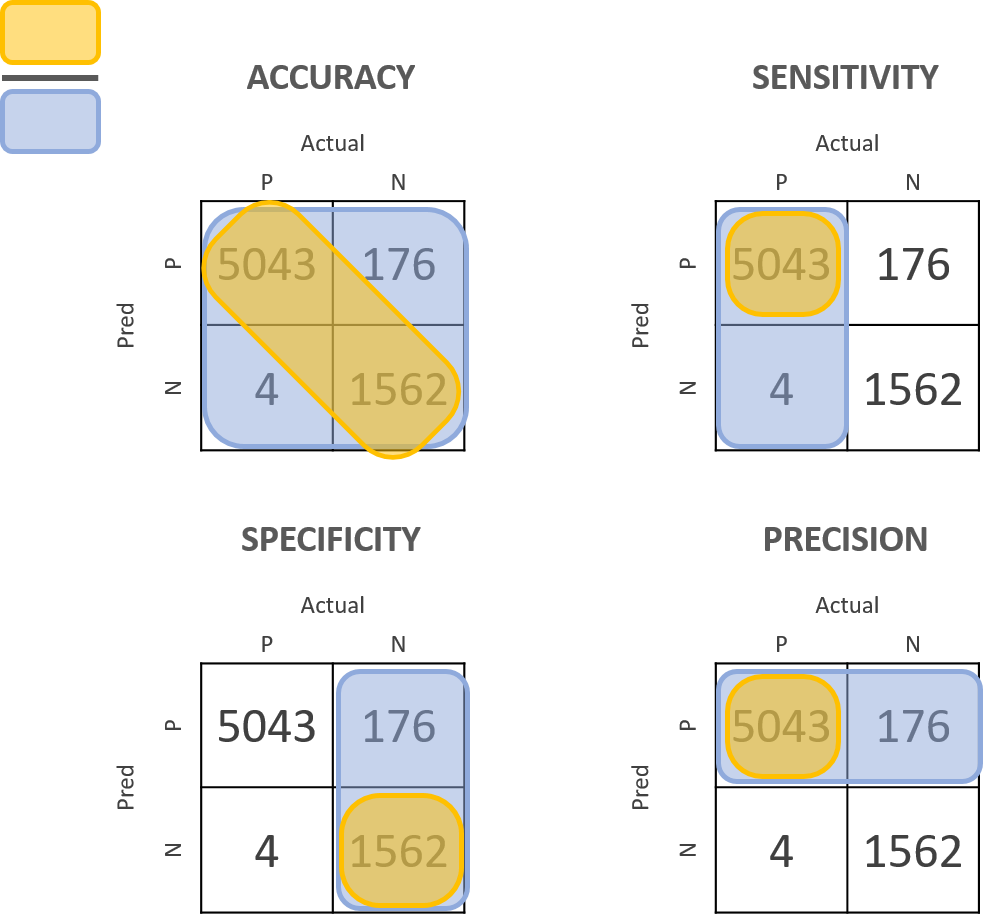 ACCURACY
SENSITIVITY
Actual
Actual
P N
P N
P 5043 176
P 5043 176
Pred
Pred
N 4 1562
N 4 1562
SPECIFICITY
PRECISION
Actual
Actual
P N
P N
P 5043 176
P 5043 176
Pred
Pred
N 4 1562
N 4 1562